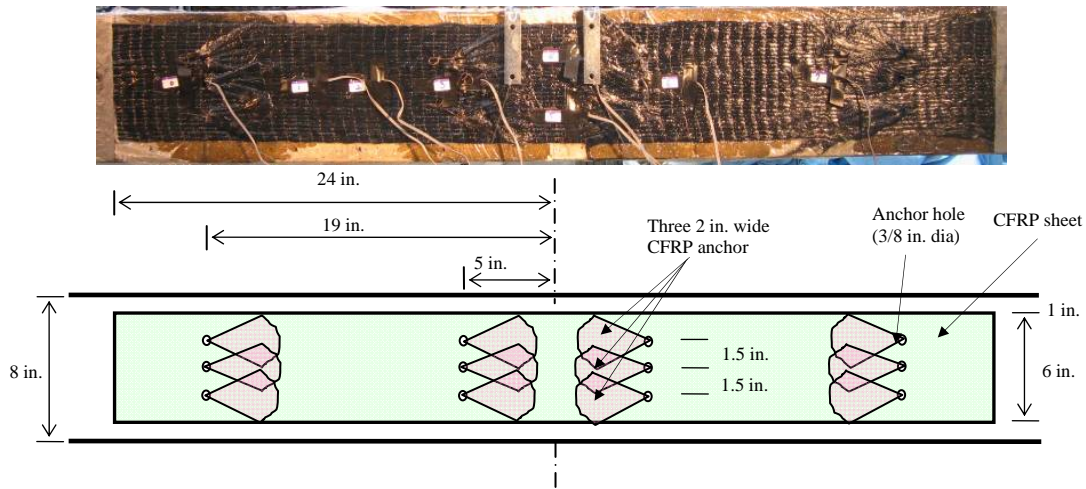 24 in.
19 in.
5 in.
Three 2 in. wide
CFRP anchor
Anchor hole
(3/8 in. dia)
CFRP sheet
1 in.
8 in.
1.5 in.
1.5 in.
6 in.